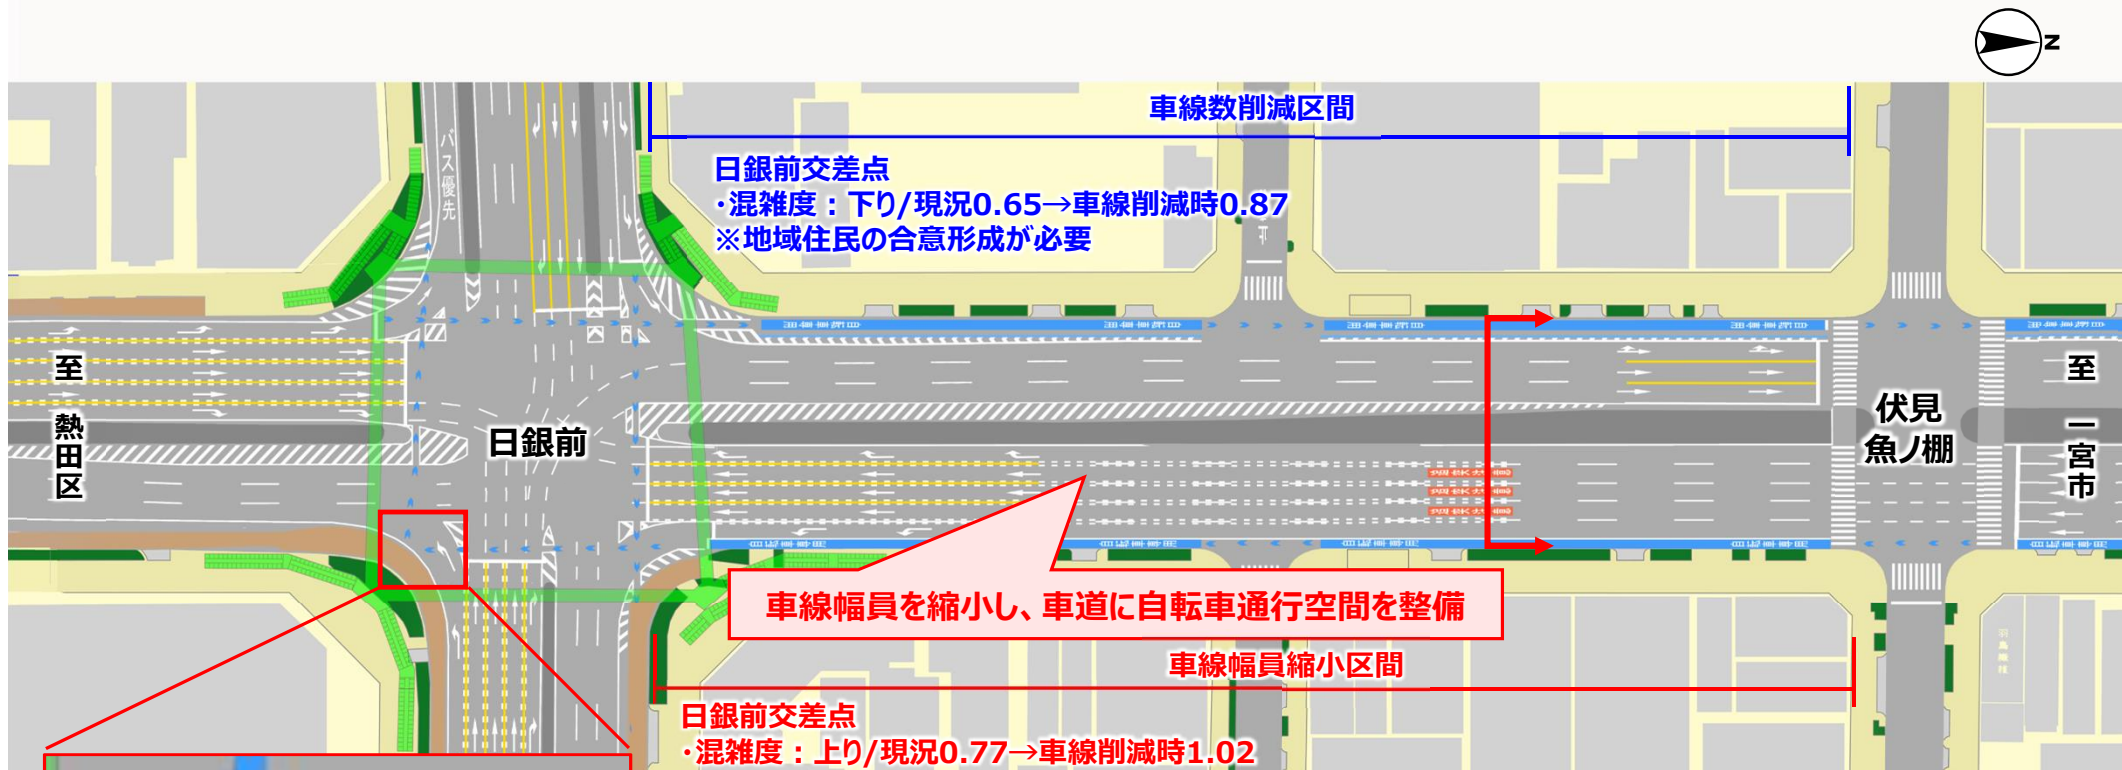 N
車線数削減区間
日銀前交差点
・混雑度：下り/現況0.65→車線削減時0.87
※地域住民の合意形成が必要
バス優先
至 熱田区
日銀前
伏見
魚ノ棚
至 一宮市
車線幅員を縮小し、車道に自転車通行空間を整備
車線幅員縮小区間
日銀前交差点
・混雑度：上り/現況0.77→車線削減時1.02